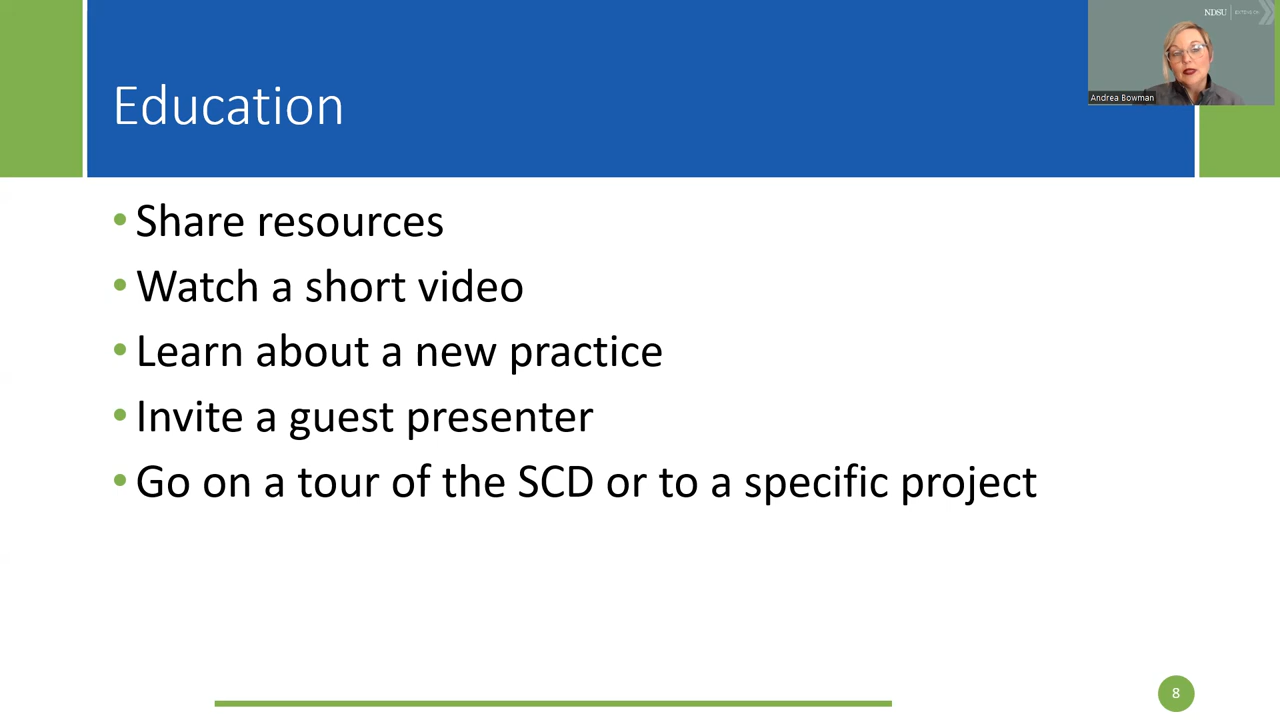 NDSU EXTENSION
Andrea Bowman
Education
• Share resources
• Watch a short video
• Learn about a new practice
• Invite a guest presenter
• Go on a tour of the SCD or to a specific project
8